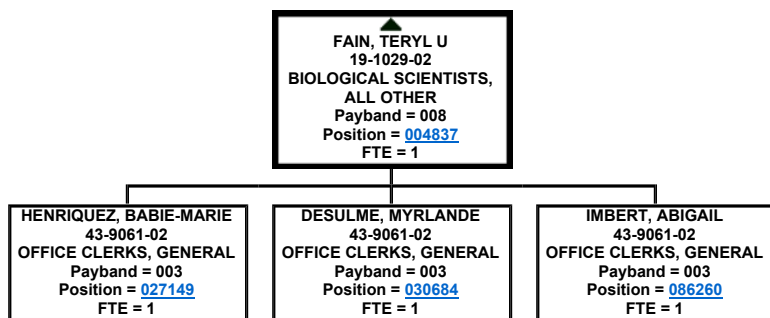 FAIN, TERYL U
19-1029-02
BIOLOGICAL SCIENTISTS,
ALL OTHER
Payband = 008
Position = 004837
FTE = 1
HENRIQUEZ, BABIE-MARIE
43-9061-02
OFFICE CLERKS, GENERAL
Payband = 003
Position = 027149
FTE = 1
DESULME, MYRLANDE
43-9061-02
OFFICE CLERKS, GENERAL
Payband = 003
Position = 030684
FTE = 1
IMBERT, ABIGAIL
43-9061-02
OFFICE CLERKS, GENERAL
Payband = 003
Position = 086260
FTE = 1